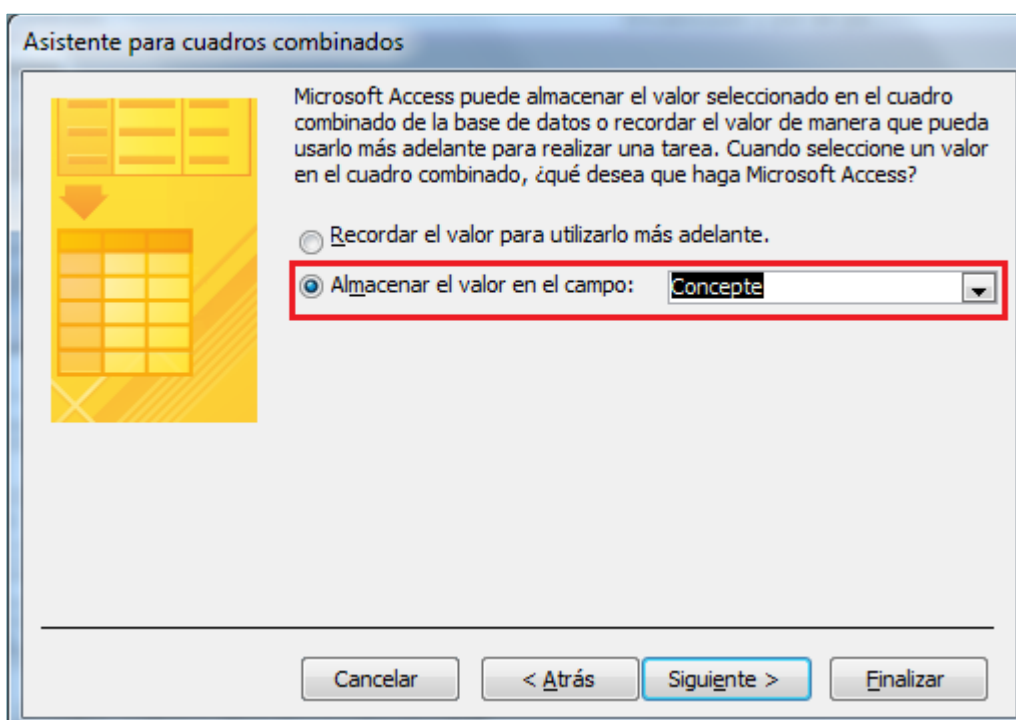 Asistente para cuadros combinados
Microsoft Access puede almacenar el valor seleccionado en el cuadro
combinado de la base de datos o recordar el valor de manera que pueda
usarlo más adelante para realizar una tarea. Cuando seleccione un valor
en el cuadro combinado, ¿qué desea que haga Microsoft Access?
Recordar el valor para utilizarlo más adelante.
Almacenar el valor en el campo: Concepte
Cancelar < Atrás Siguiente > Finalizar